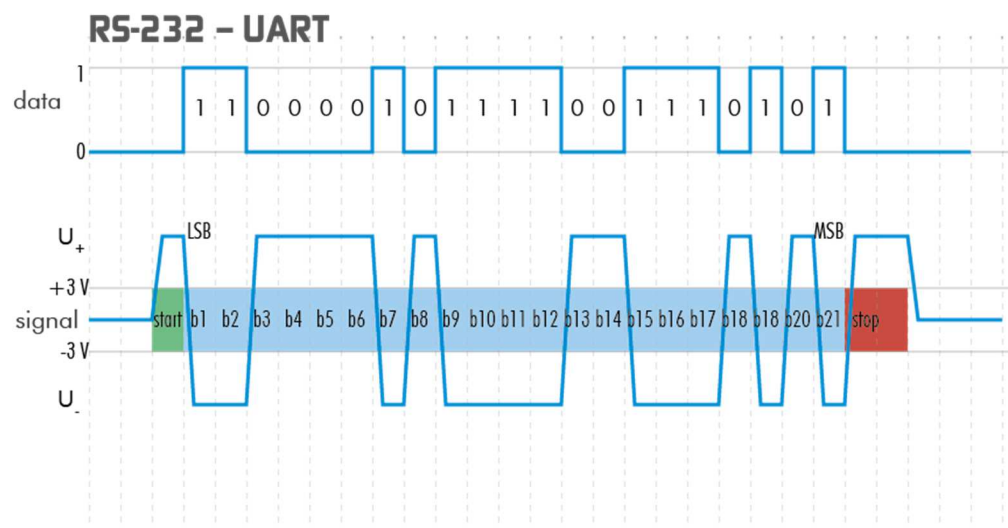 RS-232 – UART
1
data
1 1 0 0 0 0 1 0 1 1 1 1 0 0 1 1 1 0 1 0 1
0
U+
LSB
MSB
+3 V
signal
start b1 b2 b3 b4 b5 b6 b7 b8 b9 b10 b11 b12 b13 b14 b15 b16 b17 b18 b18 b20 b21 stop
-3 V
U-